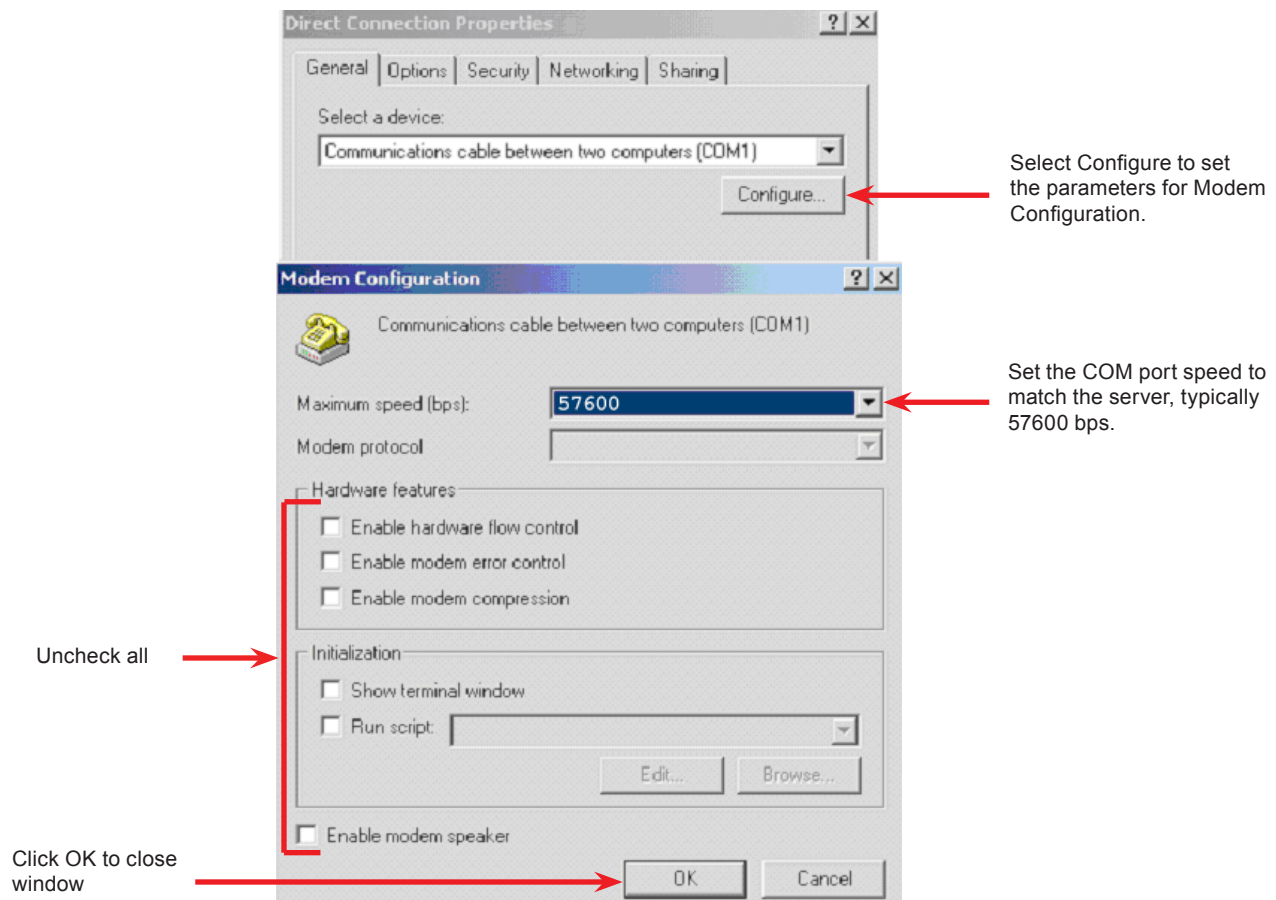 Direct Connection Properties
General Options Security Networking Sharing
Select a device:
Communications cable between two computers (COM1)
Configure...
Select Configure to set
the parameters for Modem
Configuration.
Modem Configuration
Communications cable between two computers (COM1)
Maximum speed (bps): 57600
Set the COM port speed to
match the server, typically
57600 bps.
Modem protocol
Hardware features
Enable hardware flow control
Enable modem error control
Enable modem compression
Uncheck all
Initialization
Show terminal window
Run script:
Edit... Browse...
Enable modem speaker
Click OK to close
window
OK Cancel